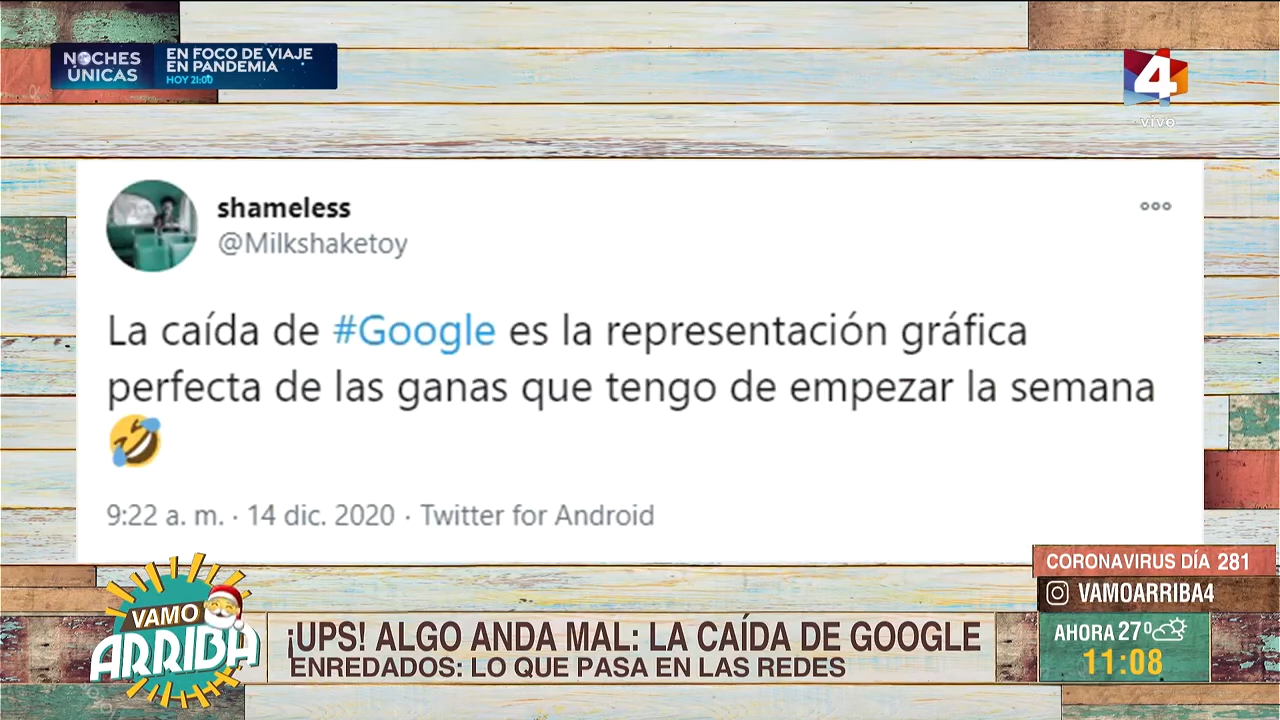 NOCHES
ÚNICAS
EN FOCO DE VIAJE
EN PANDEMIA
HOY 21:00
4
vivo
shameless
@Milkshaketoy
La caída de #Google es la representación gráfica
perfecta de las ganas que tengo de empezar la semana
🤣
9:22 a. m. · 14 dic. 2020 · Twitter for Android
CORONAVIRUS DÍA 281
VAMOARRIBA4
VAMO
ARRIBA
¡UPS! ALGO ANDA MAL: LA CAÍDA DE GOOGLE
ENREDADOS: LO QUE PASA EN LAS REDES
AHORA 27º
11:08